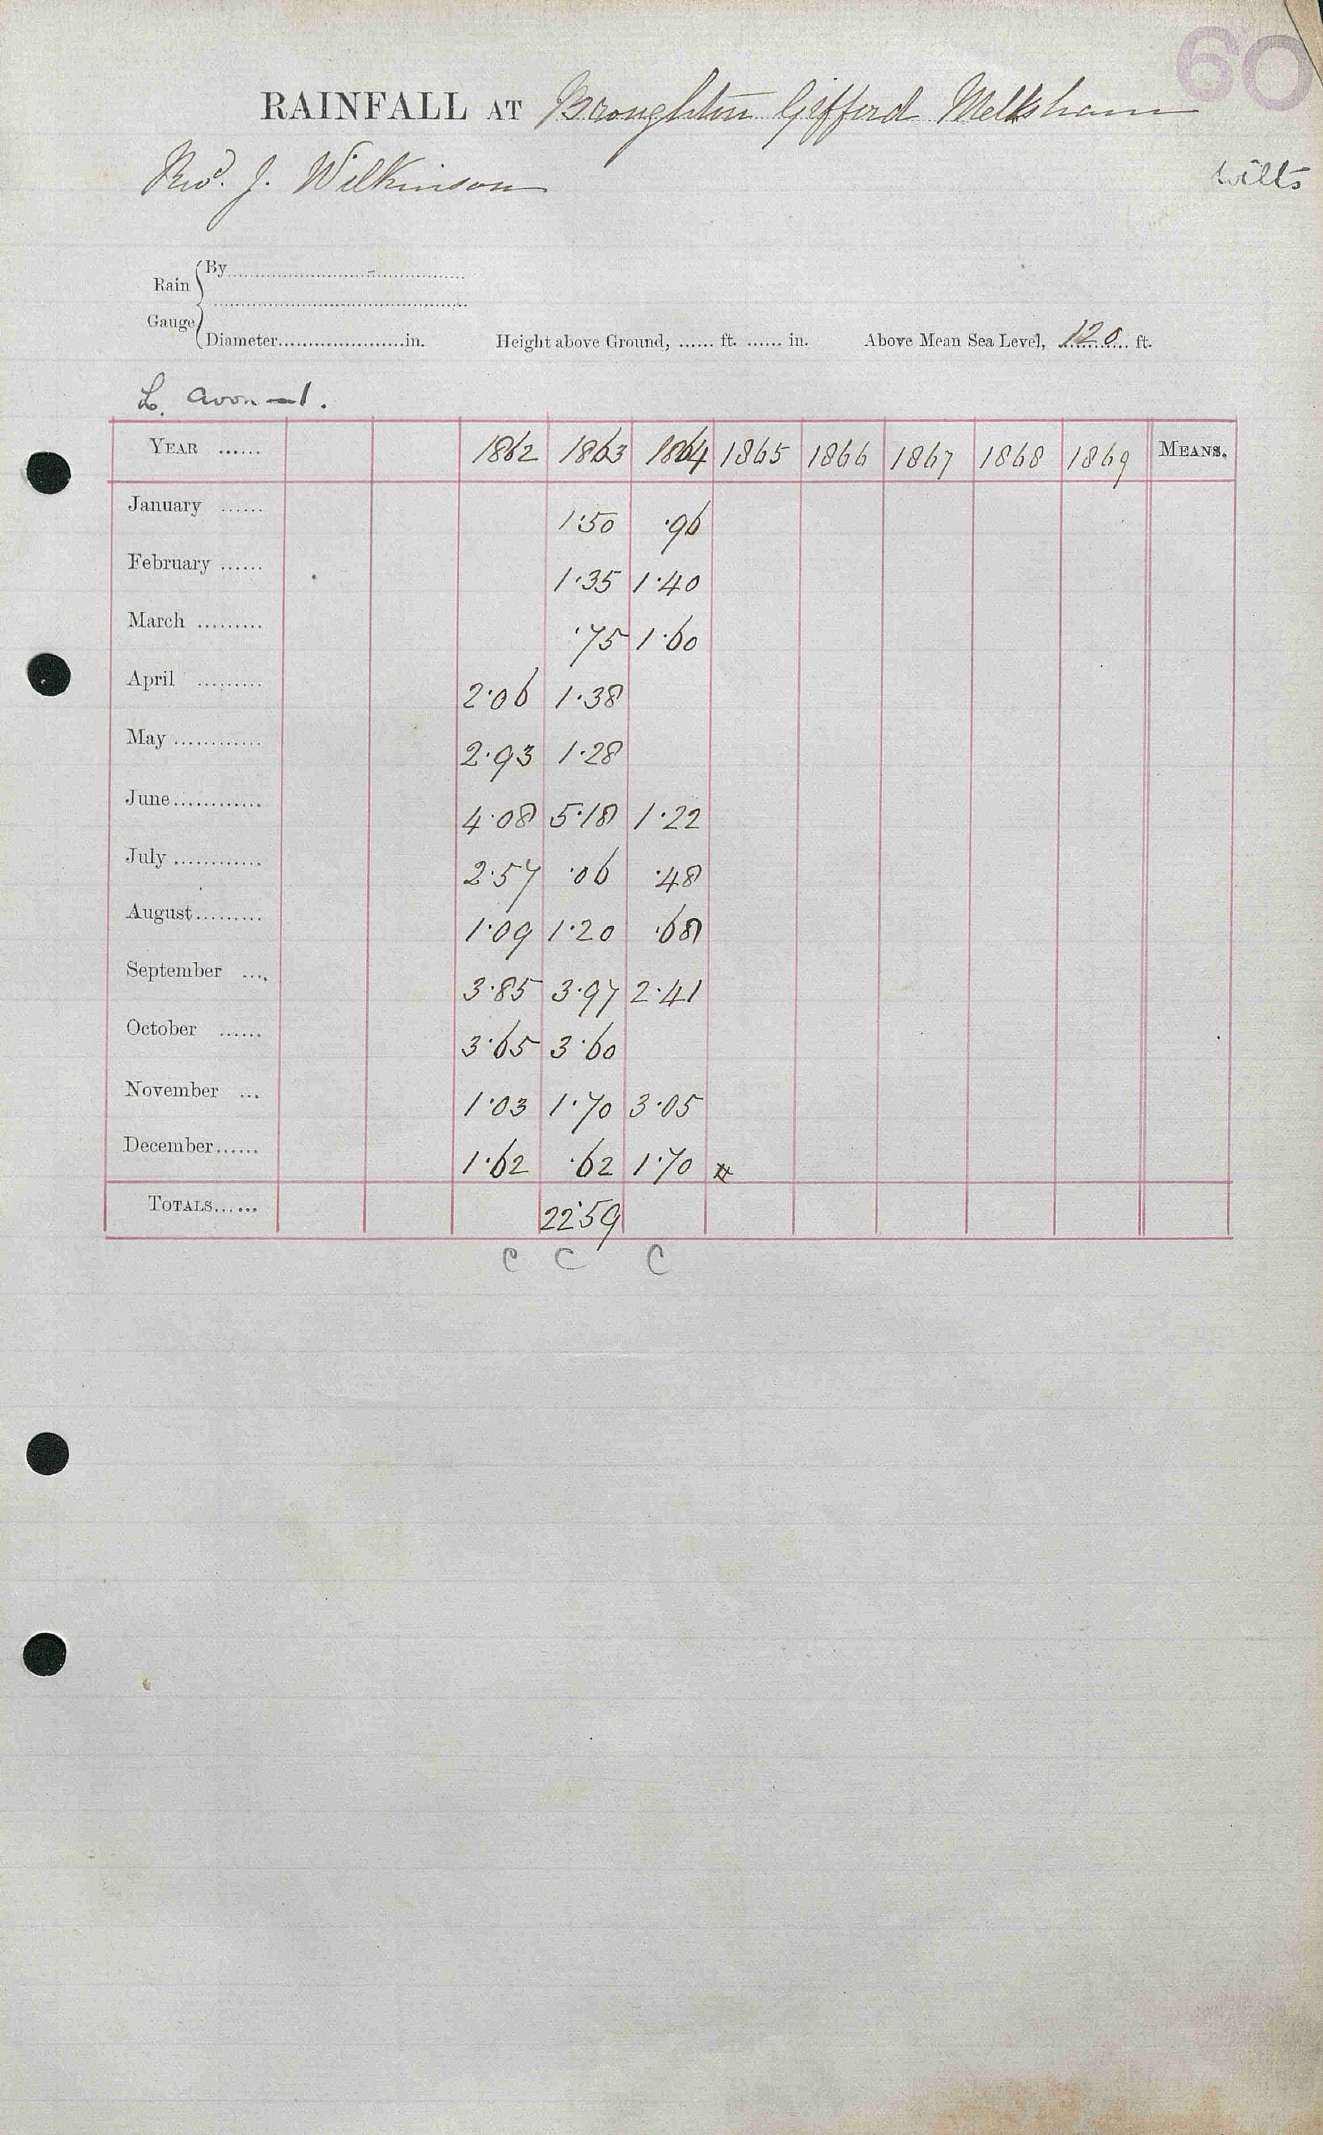 60
RAINFALL AT Broughton Gifford Melksham
Revd. J. Wilkinson
Wilts
Rain Gauge
By
Diameter in. Height above Ground, ...... ft. ...... in. Above Mean Sea Level, 120 ft.
L. Avon — 1.
YEAR ...... 1862 1863 1864 1865 1866 1867 1868 1869 MEANS.
January ...... 1.50 .96
February ...... 1.35 1.40
March ......... .75 1.60
April ......... 2.06 1.38
May ............ 2.93 1.28
June ............ 4.08 5.18 1.22
July ............ 2.57 .06 .48
August ......... 1.09 1.20 .68
September .... 3.85 3.97 2.41
October ...... 3.65 3.60
November ... 1.03 1.70 3.05
December ...... 1.62 .62 1.70
TOTALS ...... 22.59
C C C